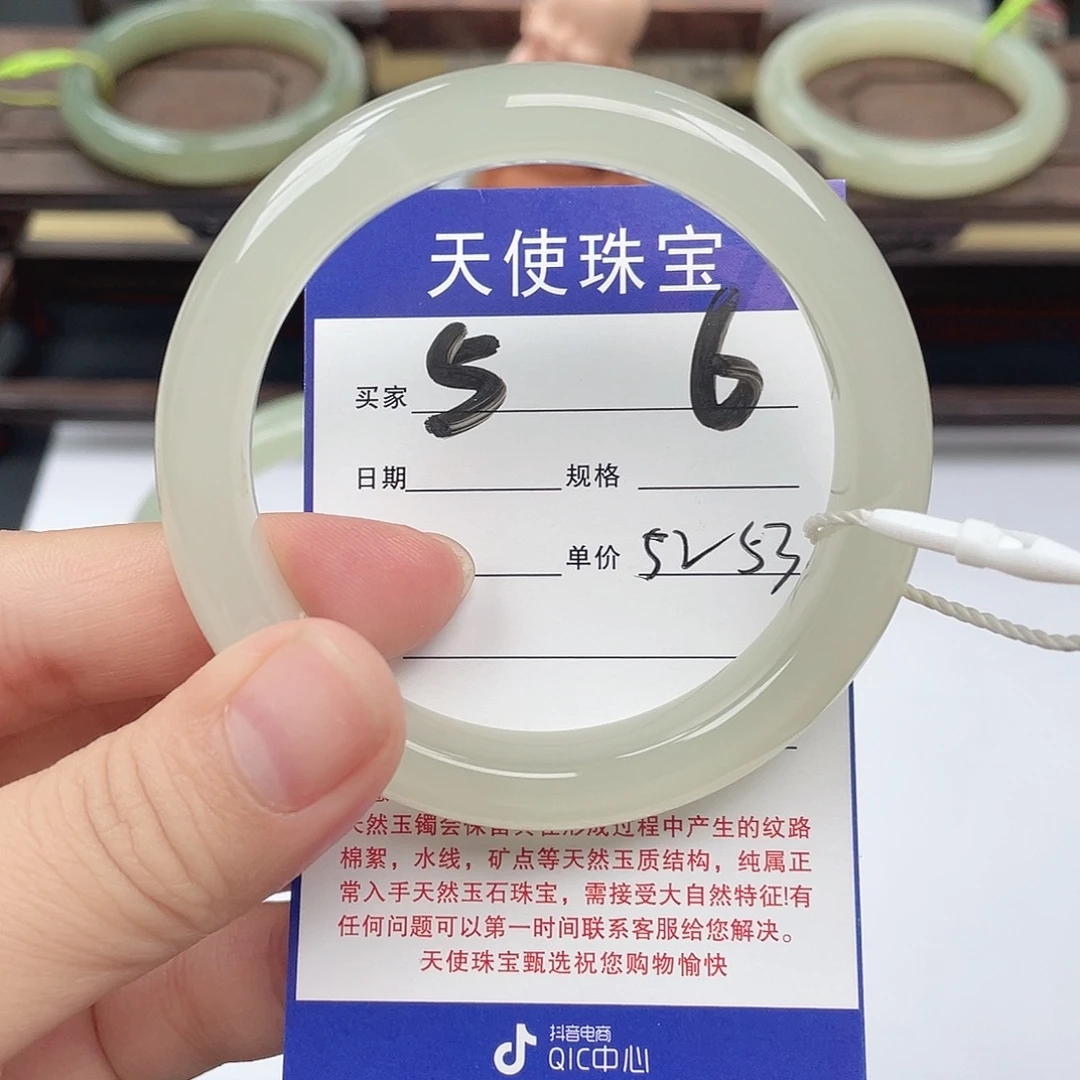 天使珠宝
买家 5 6
日期 规格
单价 52 53
天然玉镯会保留其在形成过程中产生的纹路
棉絮，水线，矿点等天然玉质结构，纯属正
常入手天然玉石珠宝，需接受大自然特征!有
任何问题可以第一时间联系客服给您解决。
天使珠宝甄选祝您购物愉快
抖音电商
QIC中心